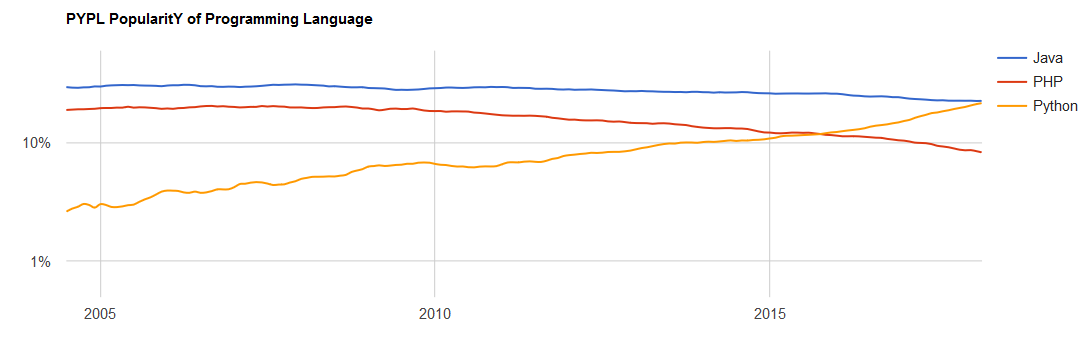 PYPL PopularitY of Programming Language
Java
PHP
Python
10%
1%
2005 2010 2015